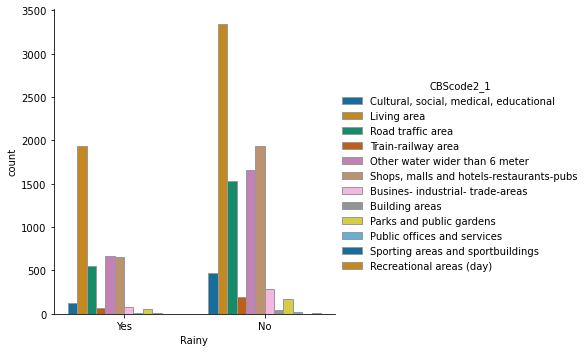 3500
3000
2500
2000
1500
1000
500
0
count
Yes
No
Rainy
CBScode2_1
Cultural, social, medical, educational
Living area
Road traffic area
Train-railway area
Other water wider than 6 meter
Shops, malls and hotels-restaurants-pubs
Busines- industrial- trade-areas
Building areas
Parks and public gardens
Public offices and services
Sporting areas and sportbuildings
Recreational areas (day)